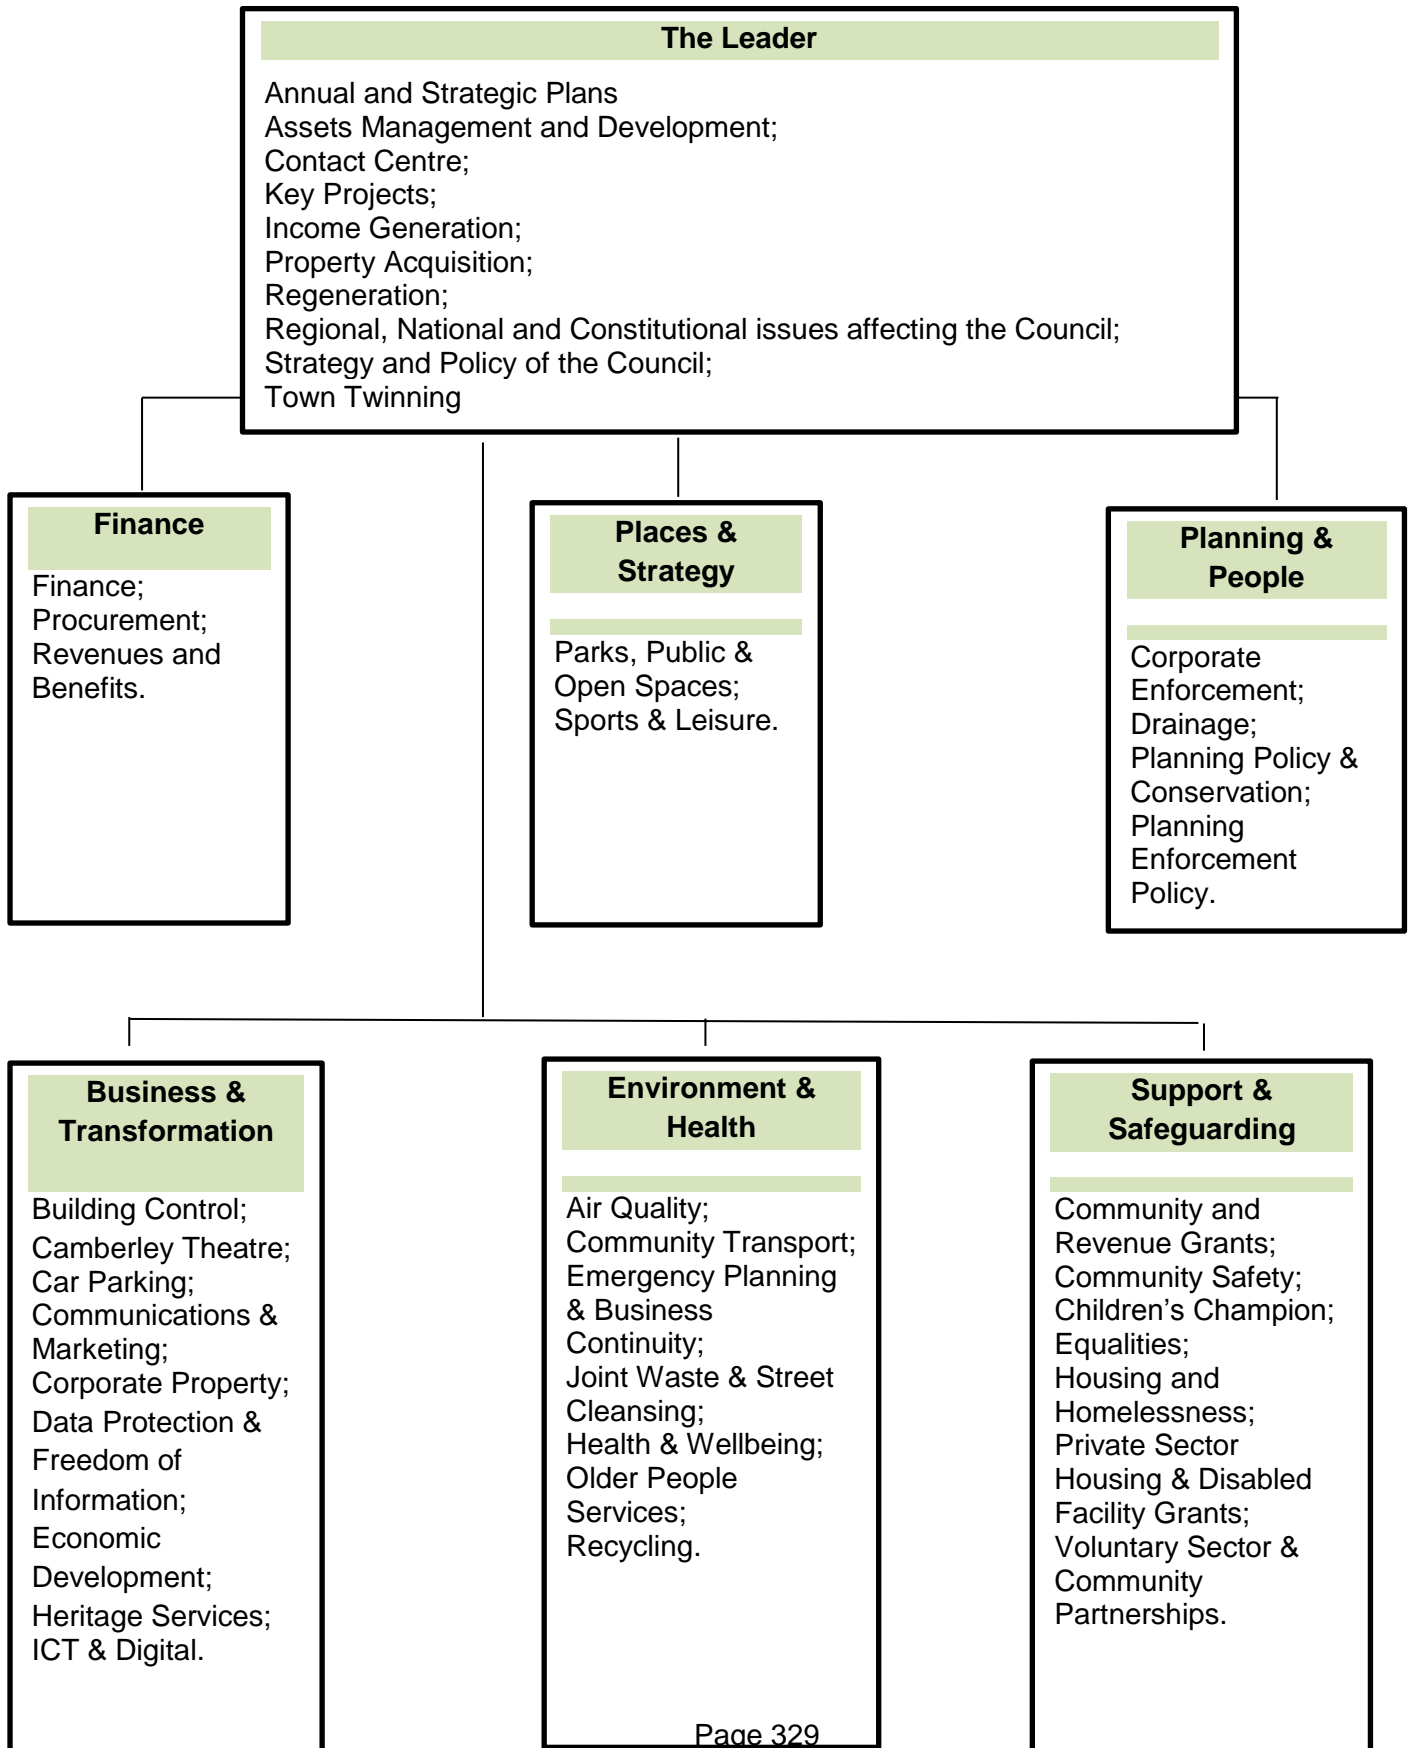 The Leader
Annual and Strategic Plans
Assets Management and Development;
Contact Centre;
Key Projects;
Income Generation;
Property Acquisition;
Regeneration;
Regional, National and Constitutional issues affecting the Council;
Strategy and Policy of the Council;
Town Twinning
Finance
Finance;
Procurement;
Revenues and
Benefits.
Places &
Strategy
Parks, Public &
Open Spaces;
Sports & Leisure.
Planning &
People
Corporate
Enforcement;
Drainage;
Planning Policy &
Conservation;
Planning
Enforcement
Policy.
Business &
Transformation
Building Control;
Camberley Theatre;
Car Parking;
Communications &
Marketing;
Corporate Property;
Data Protection &
Freedom of
Information;
Economic
Development;
Heritage Services;
ICT & Digital.
Environment &
Health
Air Quality;
Community Transport;
Emergency Planning
& Business
Continuity;
Joint Waste & Street
Cleansing;
Health & Wellbeing;
Older People
Services;
Recycling.
Support &
Safeguarding
Community and
Revenue Grants;
Community Safety;
Children’s Champion;
Equalities;
Housing and
Homelessness;
Private Sector
Housing & Disabled
Facility Grants;
Voluntary Sector &
Community
Partnerships.
Page 329